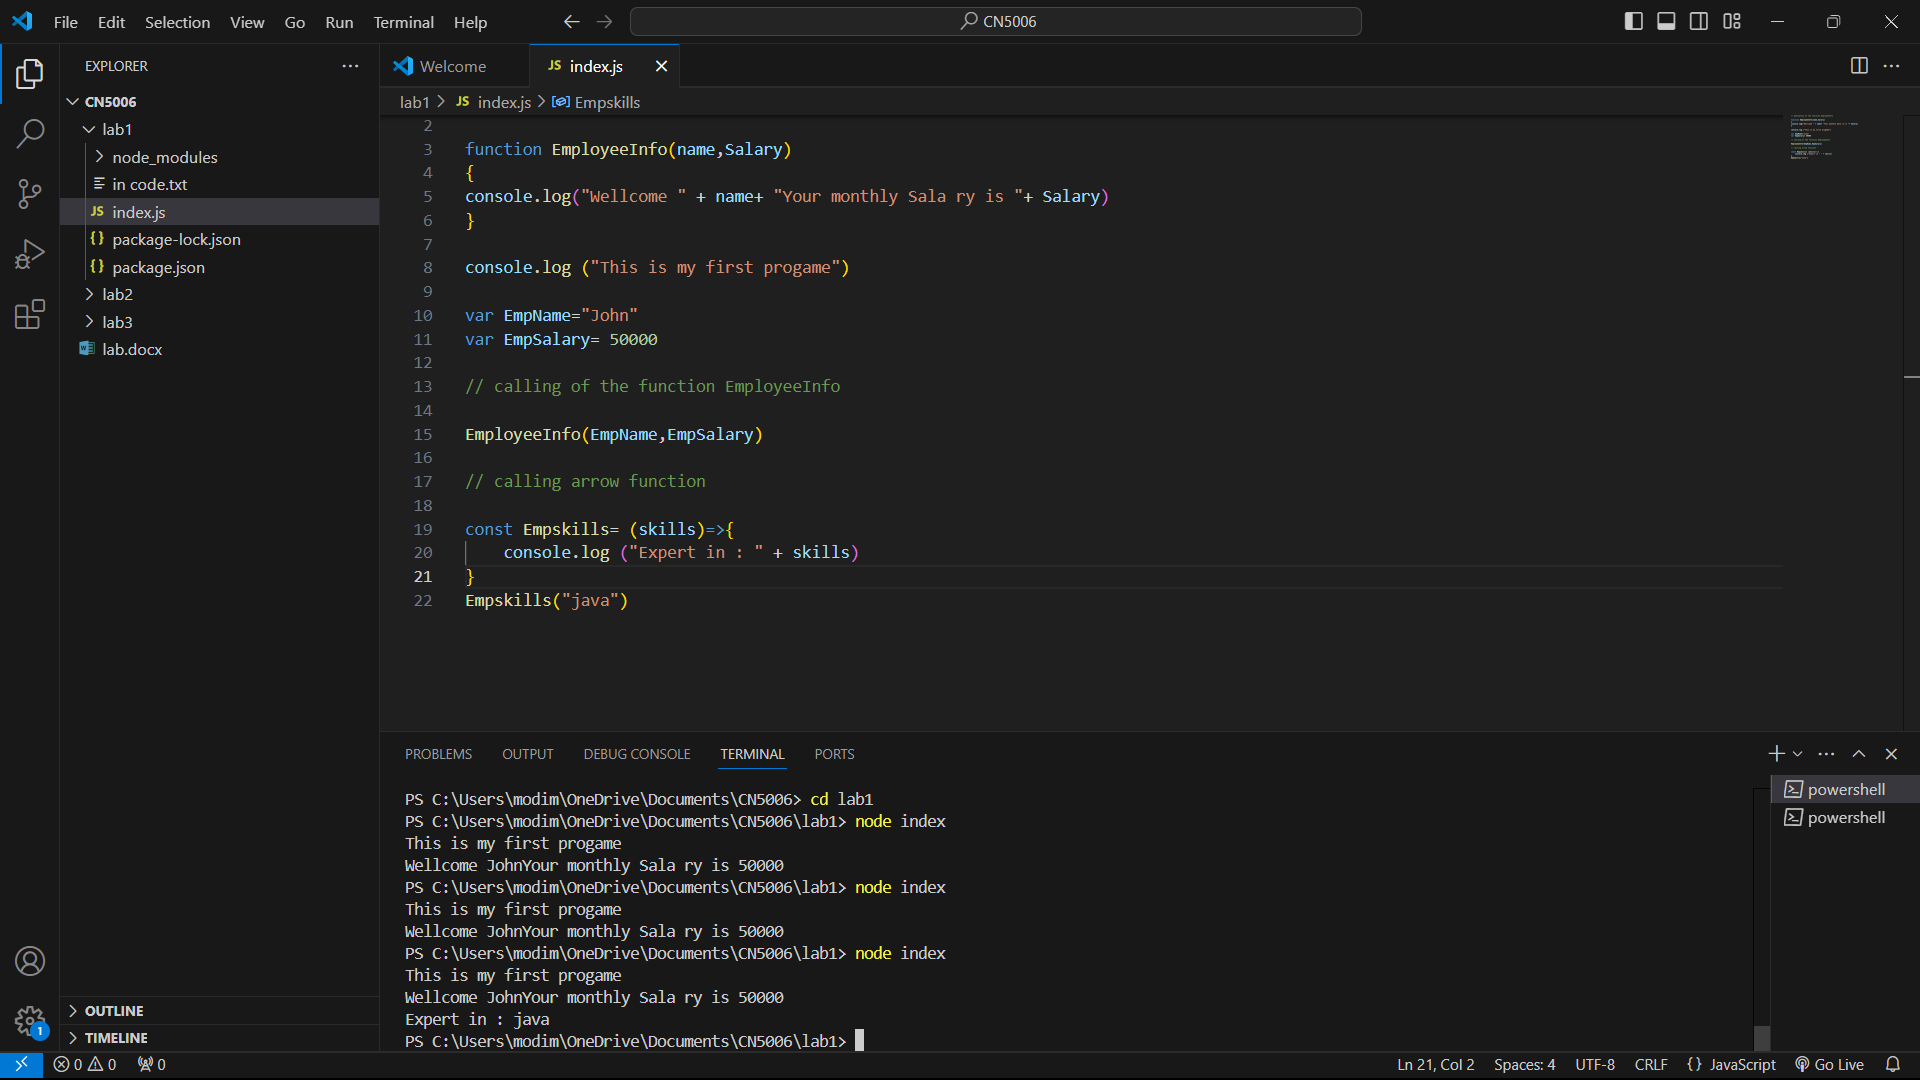 File Edit Selection View Go Run Terminal Help
CN5006
EXPLORER
CN5006
lab1
node_modules
in code.txt
JS index.js
{} package-lock.json
{} package.json
lab2
lab3
lab.docx
OUTLINE
TIMELINE
Welcome
JS index.js
lab1 > JS index.js > Empskills
2
3 function EmployeeInfo(name,Salary)
4 {
5 console.log("Wellcome " + name+ "Your monthly Sala ry is "+ Salary)
6 }
7
8 console.log ("This is my first progame")
9
10 var EmpName="John"
11 var EmpSalary= 50000
12
13 // calling of the function EmployeeInfo
14
15 EmployeeInfo(EmpName,EmpSalary)
16
17 // calling arrow function
18
19 const Empskills= (skills)=>{
20     console.log ("Expert in : " + skills)
21 }
22 Empskills("java")
PROBLEMS OUTPUT DEBUG CONSOLE TERMINAL PORTS
PS C:\Users\modim\OneDrive\Documents\CN5006> cd lab1
PS C:\Users\modim\OneDrive\Documents\CN5006\lab1> node index
This is my first progame
Wellcome JohnYour monthly Sala ry is 50000
PS C:\Users\modim\OneDrive\Documents\CN5006\lab1> node index
This is my first progame
Wellcome JohnYour monthly Sala ry is 50000
PS C:\Users\modim\OneDrive\Documents\CN5006\lab1> node index
This is my first progame
Wellcome JohnYour monthly Sala ry is 50000
Expert in : java
PS C:\Users\modim\OneDrive\Documents\CN5006\lab1>
powershell
powershell
1
0 0 0
Ln 21, Col 2 Spaces: 4 UTF-8 CRLF {} JavaScript Go Live